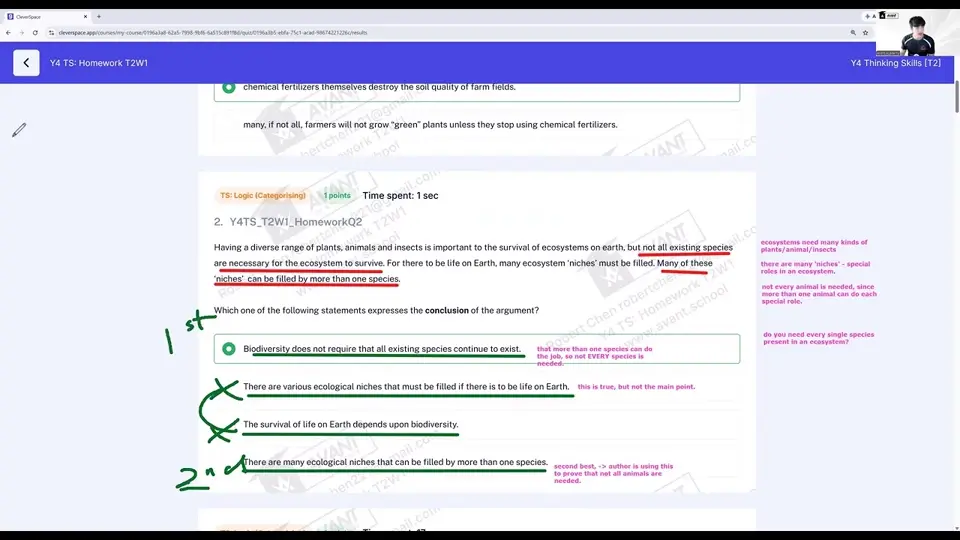 CleverSpace
cleverspace.app/courses/my-course/
Y4 TS: Homework T2W1
Y4 Thinking Skills [T2]
chemical fertilizers themselves destroy the soil quality of farm fields.
many, if not all, farmers will not grow “green” plants unless they stop using chemical fertilizers.
TS: Logic (Categorising)
1 points
Time spent: 1 sec
2. Y4TS_T2W1_HomeworkQ2
Having a diverse range of plants, animals and insects is important to the survival of ecosystems on earth, but not all existing species
are necessary for the ecosystem to survive. For there to be life on Earth, many ecosystem ‘niches’ must be filled. Many of these
‘niches’ can be filled by more than one species.
Which one of the following statements expresses the conclusion of the argument?
1st
Biodiversity does not require that all existing species continue to exist.
that more than one species can do
the job, so not EVERY species is
needed.
There are various ecological niches that must be filled if there is to be life on Earth.
this is true, but not the main point.
The survival of life on Earth depends upon biodiversity.
2nd
There are many ecological niches that can be filled by more than one species.
second best, -> author is using this
to prove that not all animals are
needed.
ecosystems need many kinds of
plants/animal/insects
there are many 'niches' - special
roles in an ecosystem.
not every animal is needed, since
more than one animal can do each
special role.
do you need every single species
present in an ecosystem?
AVANT
Robert Chen
Y4 TS: Homework T2W1
www.avant.school